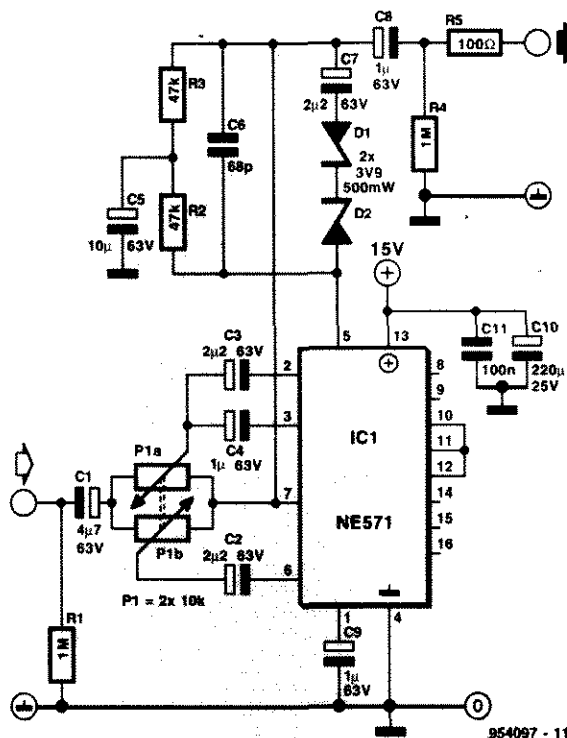 C8
1µ
63V
R5
100Ω
C7
2µ2 63V
R3
47k
C6
68p
D1
2x
3V9
500mW
D2
R4
1M
C5
10µ 63V
R2
47k
15V
C3
2µ2 63V
5
13
C11
100n
C10
220µ
25V
2
8
9
3
10
11
12
IC1
C4
1µ 63V
P1a
C1
4µ7
63V
7
NE571
14
15
16
P1b
C2
2µ2 63V
6
P1 = 2x 10k
R1
1M
1
4
C9
1µ
63V
0
954097 - 11